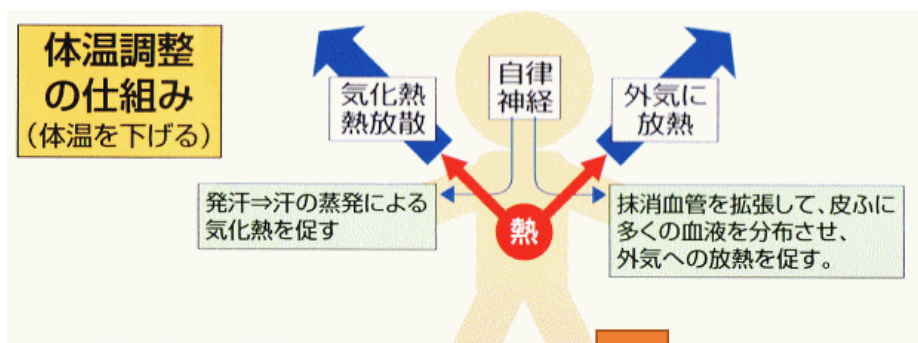 体温調整
の仕組み
（体温を下げる）
気化熱
熱放散
自律
神経
外気に
放熱
発汗⇒汗の蒸発による
気化熱を促す
熱
抹消血管を拡張して、皮ふに
多くの血液を分布させ、
外気への放熱を促す。